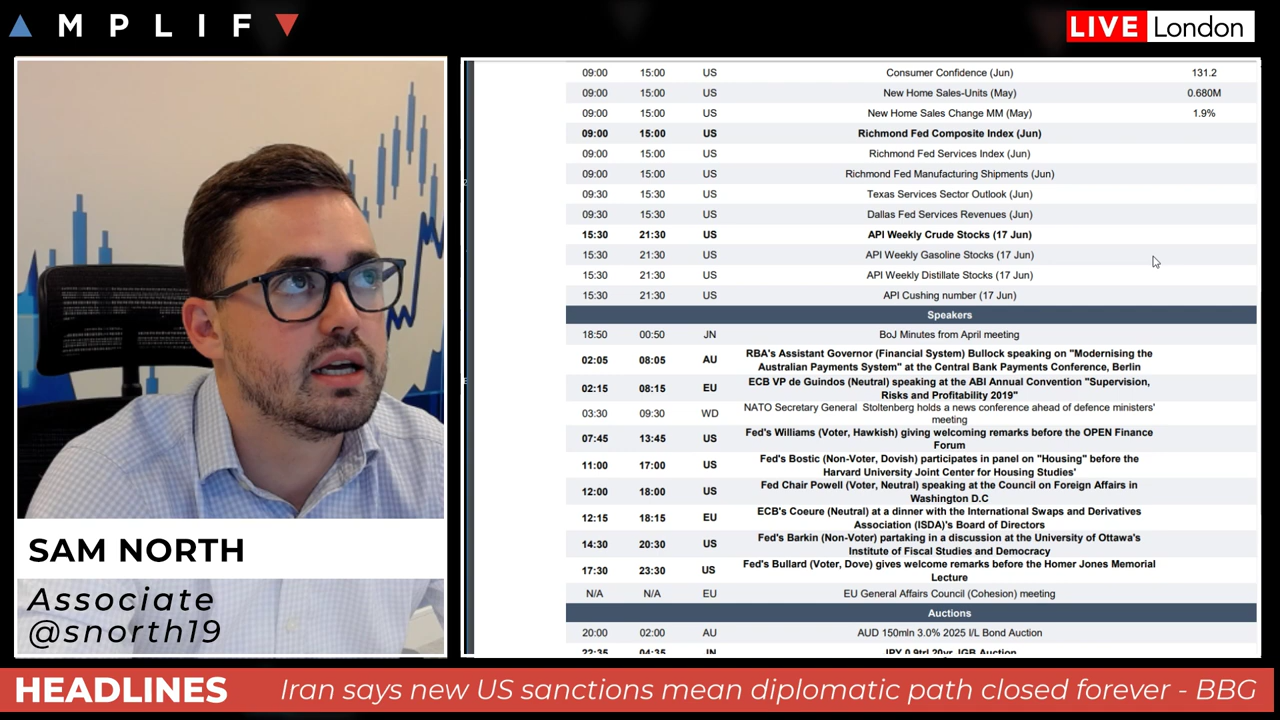 MPLIF
LIVE London
09:00 15:00 US Consumer Confidence (Jun) 131.2
09:00 15:00 US New Home Sales-Units (May) 0.680M
09:00 15:00 US New Home Sales Change MM (May) 1.9%
09:00 15:00 US Richmond Fed Composite Index (Jun)
09:00 15:00 US Richmond Fed Services Index (Jun)
09:00 15:00 US Richmond Fed Manufacturing Shipments (Jun)
09:30 15:30 US Texas Services Sector Outlook (Jun)
09:30 15:30 US Dallas Fed Services Revenues (Jun)
15:30 21:30 US API Weekly Crude Stocks (17 Jun)
15:30 21:30 US API Weekly Gasoline Stocks (17 Jun)
15:30 21:30 US API Weekly Distillate Stocks (17 Jun)
15:30 21:30 US API Cushing number (17 Jun)
Speakers
18:50 00:50 JN BoJ Minutes from April meeting
02:05 08:05 AU RBA's Assistant Governor (Financial System) Bullock speaking on "Modernising the
Australian Payments System" at the Central Bank Payments Conference, Berlin
02:15 08:15 EU ECB VP de Guindos (Neutral) speaking at the ABI Annual Convention "Supervision,
Risks and Profitability 2019"
03:30 09:30 WD NATO Secretary General Stoltenberg holds a news conference ahead of defence ministers'
meeting
07:45 13:45 US Fed's Williams (Voter, Hawkish) giving welcoming remarks before the OPEN Finance
Forum
11:00 17:00 US Fed's Bostic (Non-Voter, Dovish) participates in panel on "Housing" before the
Harvard University Joint Center for Housing Studies'
12:00 18:00 US Fed Chair Powell (Voter, Neutral) speaking at the Council on Foreign Affairs in
Washington D.C
12:15 18:15 EU ECB's Coeure (Neutral) at a dinner with the International Swaps and Derivatives
Association (ISDA)'s Board of Directors
14:30 20:30 US Fed's Barkin (Non-Voter) partaking in a discussion at the University of Ottawa's
Institute of Fiscal Studies and Democracy
17:30 23:30 US Fed's Bullard (Voter, Dove) gives welcome remarks before the Homer Jones Memorial
Lecture
N/A N/A EU EU General Affairs Council (Cohesion) meeting
Auctions
20:00 02:00 AU AUD 150mln 3.0% 2025 I/L Bond Auction
22:35 04:35 JN JPY 0.9trl 20yr JGB Auction
SAM NORTH
Associate
@snorth19
HEADLINES Iran says new US sanctions mean diplomatic path closed forever - BBG